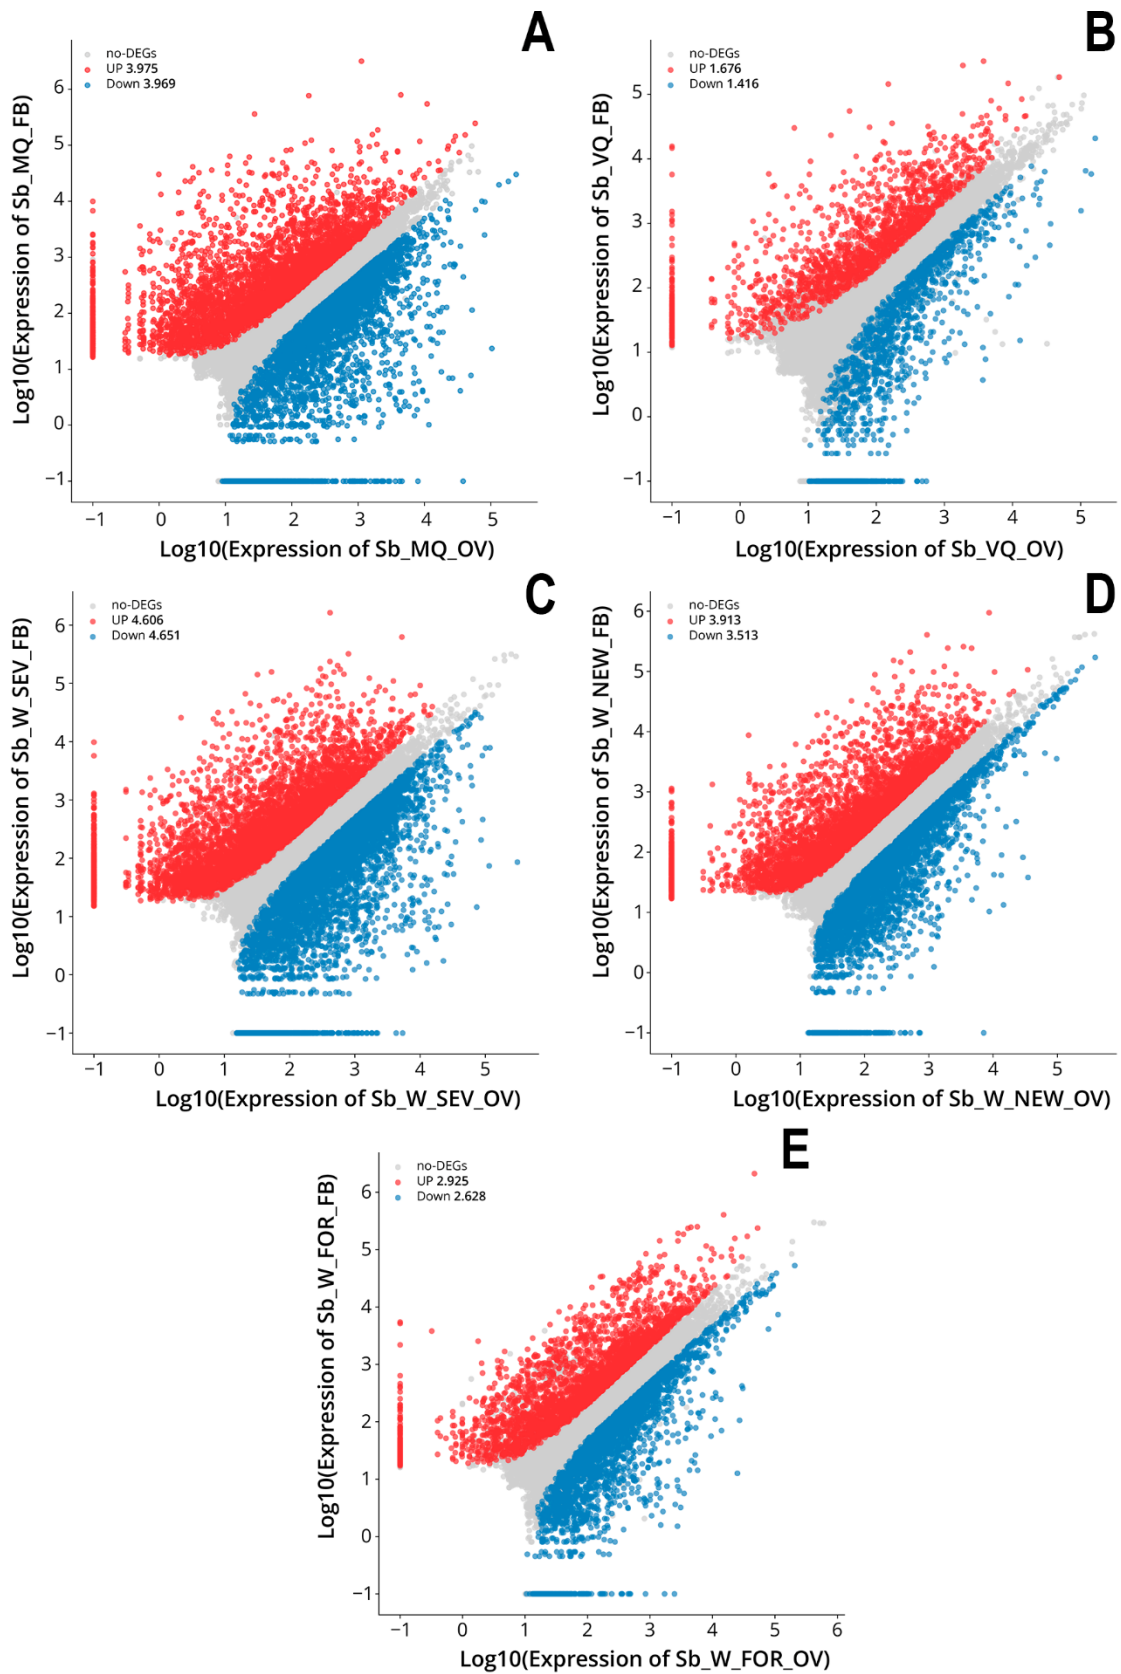 A
no-DEGs
UP 3.975
Down 3.969
Log10(Expression of Sb_MQ_FB)
6
5
4
3
2
1
0
−1
−1 0 1 2 3 4 5
Log10(Expression of Sb_MQ_OV)
B
no-DEGs
UP 1.676
Down 1.416
Log10(Expression of Sb_VQ_FB)
5
4
3
2
1
0
−1
−1 0 1 2 3 4 5
Log10(Expression of Sb_VQ_OV)
C
no-DEGs
UP 4.606
Down 4.651
Log10(Expression of Sb_W_SEV_FB)
6
5
4
3
2
1
0
−1
−1 0 1 2 3 4 5
Log10(Expression of Sb_W_SEV_OV)
D
no-DEGs
UP 3.913
Down 3.513
Log10(Expression of Sb_W_NEW_FB)
6
5
4
3
2
1
0
−1
−1 0 1 2 3 4 5
Log10(Expression of Sb_W_NEW_OV)
E
no-DEGs
UP 2.925
Down 2.628
Log10(Expression of Sb_W_FOR_FB)
6
5
4
3
2
1
0
−1
−1 0 1 2 3 4 5 6
Log10(Expression of Sb_W_FOR_OV)